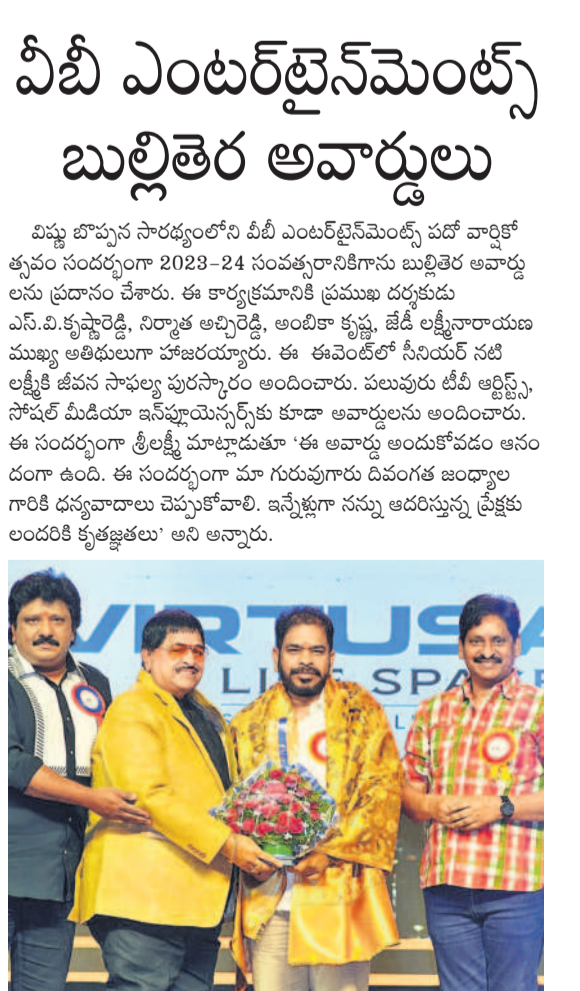 వీబీ ఎంటర్‌టైన్‌మెంట్స్
బుల్లితెర అవార్డులు
విష్ణు బొప్పన సారథ్యంలోని వీబీ ఎంటర్‌టైన్‌మెంట్స్ పదో వార్షికో
త్సవం సందర్భంగా 2023-24 సంవత్సరానికిగాను బుల్లితెర అవార్డు
లను ప్రదానం చేశారు. ఈ కార్యక్రమానికి ప్రముఖ దర్శకుడు
ఎస్.వి.కృష్ణారెడ్డి, నిర్మాత అచ్చిరెడ్డి, అంబికా కృష్ణ, జేడీ లక్ష్మీనారాయణ
ముఖ్య అతిథులుగా హాజరయ్యారు. ఈ ఈవెంట్‌లో సీనియర్ నటి
లక్ష్మీకి జీవన సాఫల్య పురస్కారం అందించారు. పలువురు టీవీ ఆర్టిస్ట్స్,
సోషల్ మీడియా ఇన్‌ఫ్లూయెన్సర్స్‌కు కూడా అవార్డులను అందించారు.
ఈ సందర్భంగా శ్రీలక్ష్మీ మాట్లాడుతూ ‘ఈ అవార్డు అందుకోవడం ఆనం
దంగా ఉంది. ఈ సందర్భంగా మా గురువుగారు దివంగత జంధ్యాల
గారికి ధన్యవాదాలు చెప్పుకోవాలి. ఇన్నేళ్లుగా నన్ను ఆదరిస్తున్న ప్రేక్షకు
లందరికి కృతజ్ఞతలు’ అని అన్నారు.
VIRTUSA
LIFE SPACE